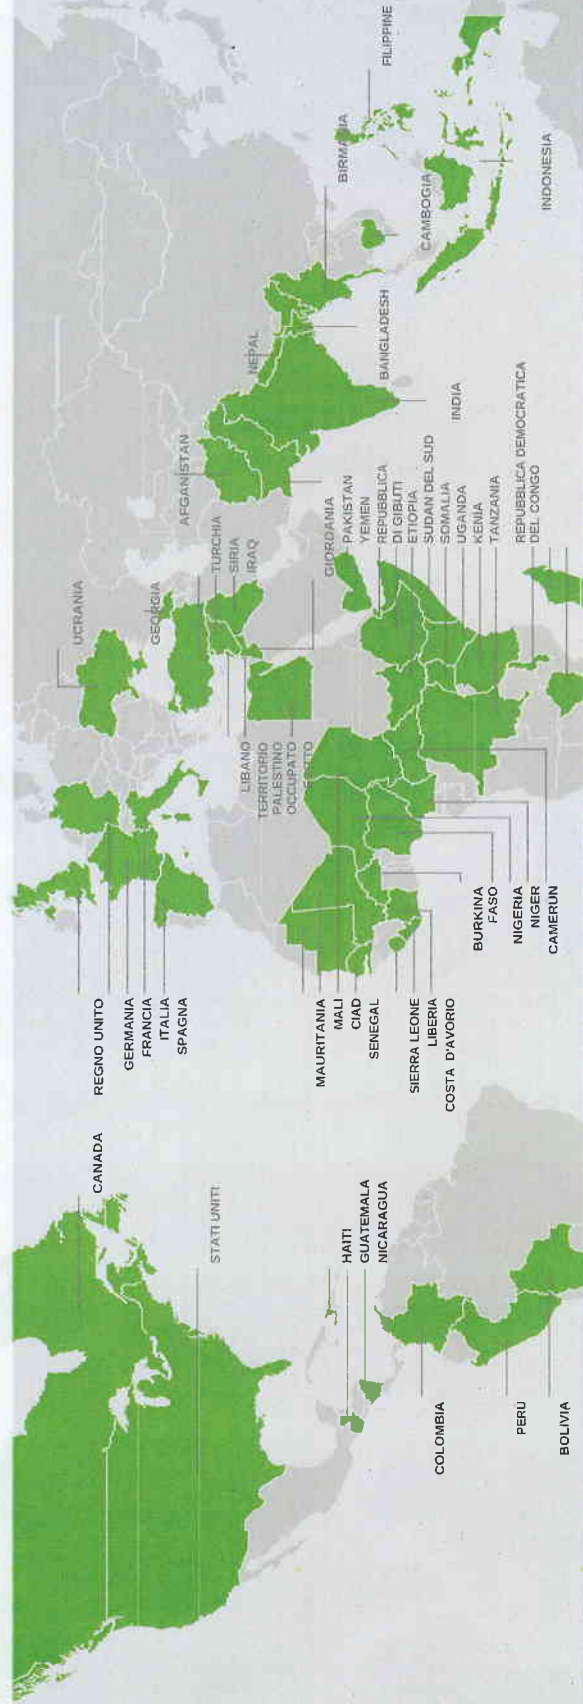 CANADA
STATI UNITI
HAITI
GUATEMALA
NICARAGUA
COLOMBIA
PERÙ
BOLIVIA
REGNO UNITO
GERMANIA
FRANCIA
ITALIA
SPAGNA
MAURITANIA
MALI
CIAD
SENEGAL
SIERRA LEONE
LIBERIA
COSTA D'AVORIO
BURKINA
FASO
NIGERIA
NIGER
CAMERUN
UCRANIA
GEORGIA
TURCHIA
SIRIA
IRAQ
LIBANO
TERRITORIO
PALESTINO
OCCUPATO
GIORDANIA
PAKISTAN
YEMEN
REPUBBLICA
DI GIBUTI
ETIOPIA
SUDAN DEL SUD
SOMALIA
UGANDA
KENIA
TANZANIA
REPUBBLICA DEMOCRATICA
DEL CONGO
AFGANISTAN
NEPAL
BANGLADESH
INDIA
BIRMANIA
CAMBOGIA
FILIPPINE
INDONESIA